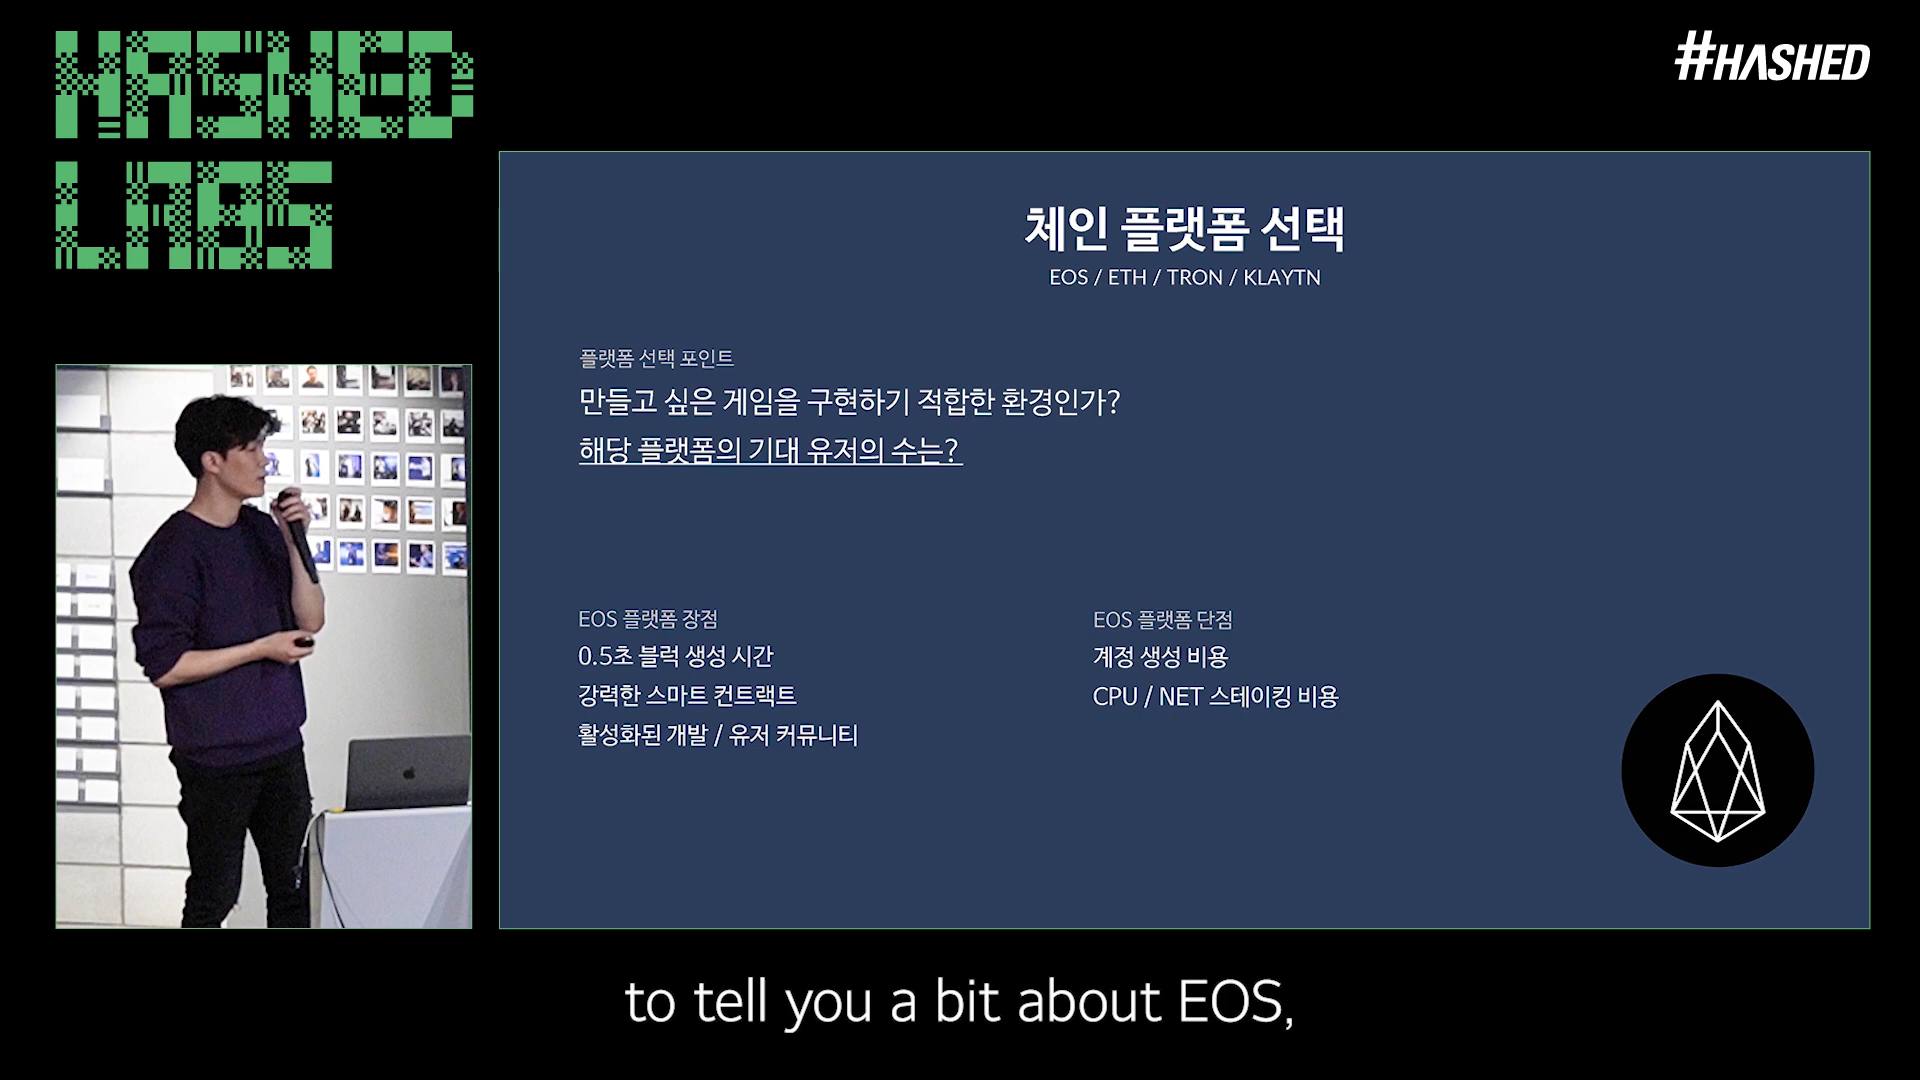 HASHED
LABS
#HASHED
체인 플랫폼 선택
EOS / ETH / TRON / KLAYTN
플랫폼 선택 포인트
만들고 싶은 게임을 구현하기 적합한 환경인가?
해당 플랫폼의 기대 유저의 수는?
EOS 플랫폼 장점
0.5초 블럭 생성 시간
강력한 스마트 컨트랙트
활성화된 개발 / 유저 커뮤니티
EOS 플랫폼 단점
계정 생성 비용
CPU / NET 스테이킹 비용
to tell you a bit about EOS,